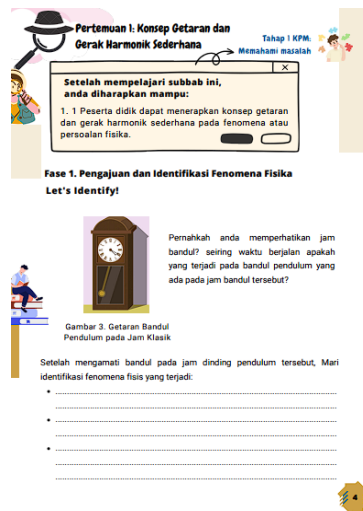 Pertemuan 1: Konsep Getaran dan
Gerak Harmonik Sederhana
Tahap 1 KPM:
Memahami masalah
Setelah mempelajari subbab ini,
anda diharapkan mampu:
1. 1 Peserta didik dapat menerapkan konsep getaran
dan gerak harmonik sederhana pada fenomena atau
persoalan fisika.
Fase 1. Pengajuan dan Identifikasi Fenomena Fisika
Let's Identify!
Pernahkah anda memperhatikan jam
bandul? seiring waktu berjalan apakah
yang terjadi pada bandul pendulum yang
ada pada jam bandul tersebut?
Gambar 3. Getaran Bandul
Pendulum pada Jam Klasik
Setelah mengamati bandul pada jam dinding pendulum tersebut, Mari
identifikasi fenomena fisis yang terjadi:
4